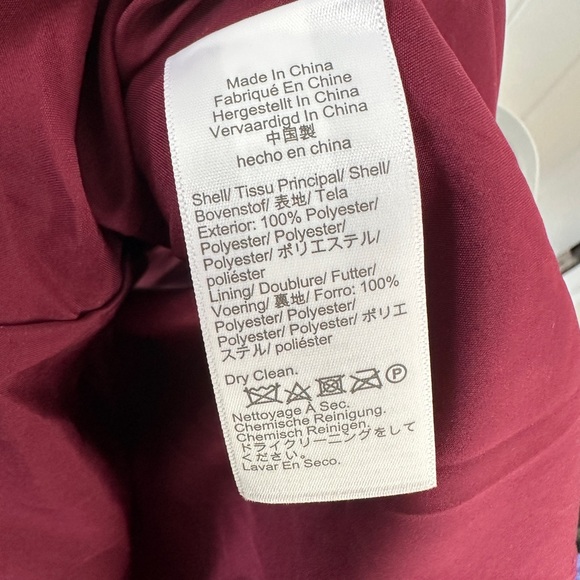 Made In China
Fabriqué En Chine
Hergestellt In China
Vervaardigd In China
中国製
hecho en china
Shell/ Tissu Principal/ Shell/
Bovenstof/ 表地/ Tela
Exterior: 100% Polyester/
Polyester/ Polyester/
Polyester/ ポリエステル/
poliéster
Lining/ Doublure/ Futter/
Voering/ 裏地/ Forro: 100%
Polyester/ Polyester/
Polyester/ Polyester/ ポリエ
ステル/ poliéster
Dry Clean.
P
Nettoyage À Sec.
Chemische Reinigung.
Chemisch Reinigen.
ドライクリーニングをして
ください。
Lavar En Seco.